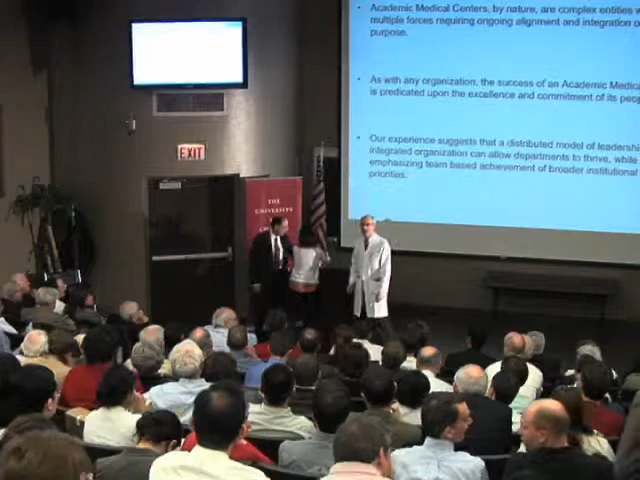 • Academic Medical Centers, by nature, are complex entities
multiple forces requiring ongoing alignment and integration
purpose.
• As with any organization, the success of an Academic
is predicated upon the excellence and commitment of its
• Our experience suggests that a distributed model of
integrated organization can allow departments to thrive, while
emphasizing team based achievement of broader institutional
priorities.
EXIT
THE
UNIVERSITY